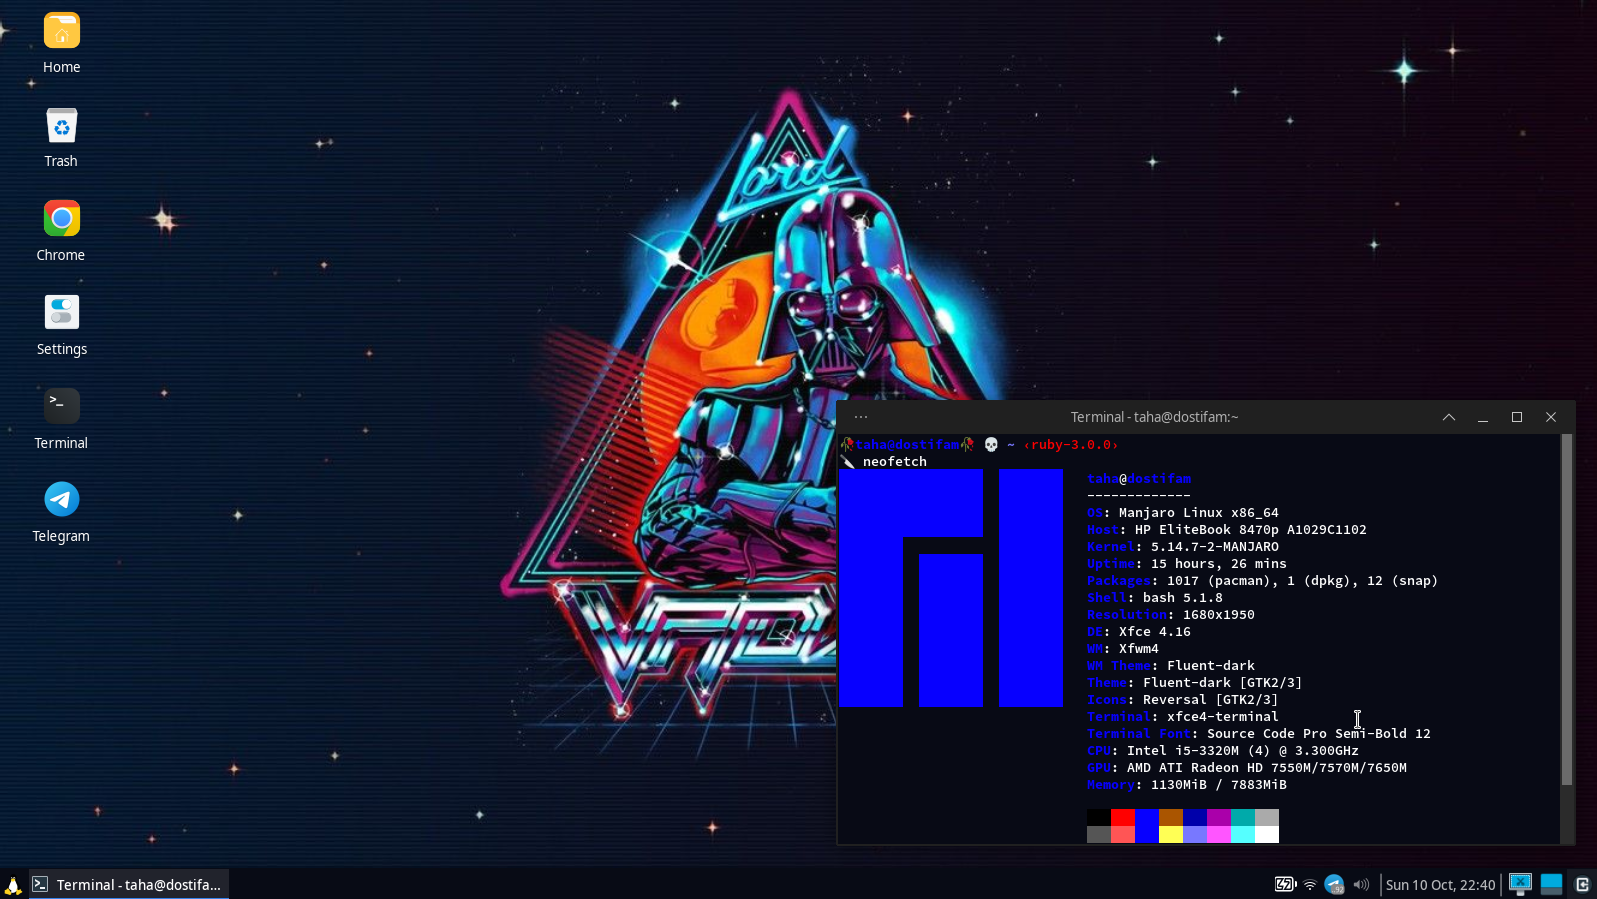 Home
Trash
Chrome
Settings
Terminal
Telegram
Lord
Terminal - taha@dostifam:~
taha@dostifam ~ ‹ruby-3.0.0›
neofetch
taha@dostifam
-------------
OS: Manjaro Linux x86_64
Host: HP EliteBook 8470p A1029C1102
Kernel: 5.14.7-2-MANJARO
Uptime: 15 hours, 26 mins
Packages: 1017 (pacman), 1 (dpkg), 12 (snap)
Shell: bash 5.1.8
Resolution: 1680x1950
DE: Xfce 4.16
WM: Xfwm4
WM Theme: Fluent-dark
Theme: Fluent-dark [GTK2/3]
Icons: Reversal [GTK2/3]
Terminal: xfce4-terminal
Terminal Font: Source Code Pro Semi-Bold 12
CPU: Intel i5-3320M (4) @ 3.300GHz
GPU: AMD ATI Radeon HD 7550M/7570M/7650M
Memory: 1130MiB / 7883MiB
Terminal - taha@dostifa...
92
Sun 10 Oct, 22:40